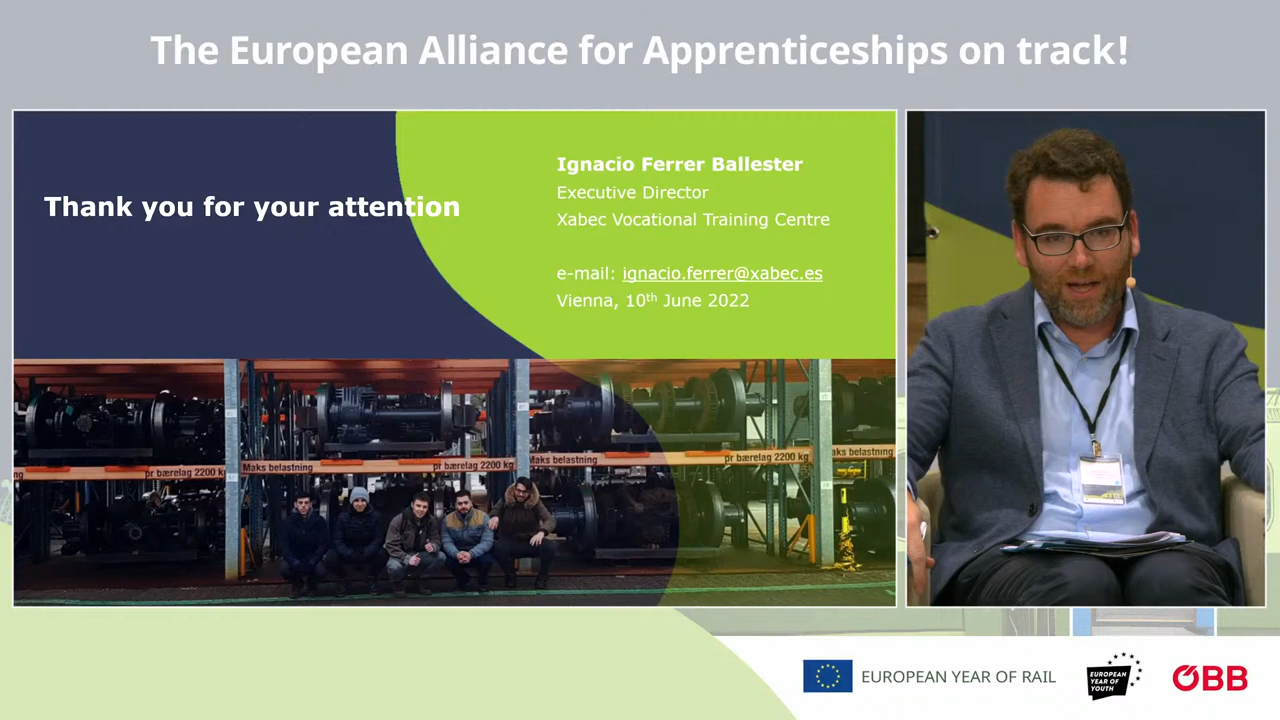 The European Alliance for Apprenticeships on track!
Thank you for your attention
Ignacio Ferrer Ballester
Executive Director
Xabec Vocational Training Centre
e-mail: ignacio.ferrer@xabec.es
Vienna, 10th June 2022
pr bærelag 2200 kg
Maks belastning
pr bærelag 2200 kg
Maks belastning
pr bærelag 2200 kg
aks belastning
EUROPEAN YEAR OF RAIL
EUROPEAN
YEAR OF
YOUTH
ÖBB